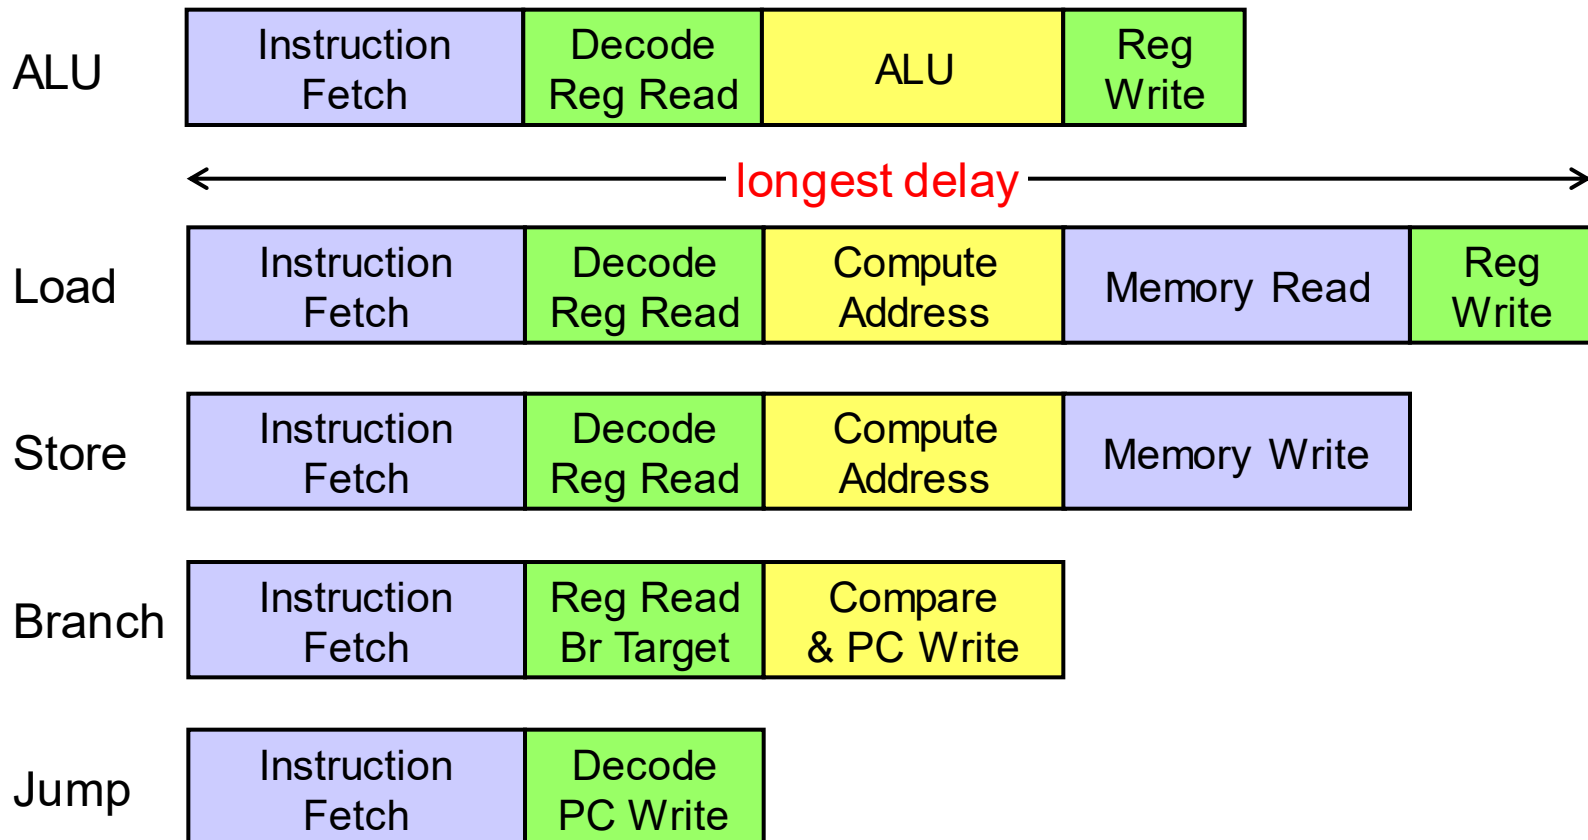 ALU
Instruction
Fetch
Decode
Reg Read
ALU
Reg
Write
longest delay
Load
Instruction
Fetch
Decode
Reg Read
Compute
Address
Memory Read
Reg
Write
Store
Instruction
Fetch
Decode
Reg Read
Compute
Address
Memory Write
Branch
Instruction
Fetch
Reg Read
Br Target
Compare
& PC Write
Jump
Instruction
Fetch
Decode
PC Write